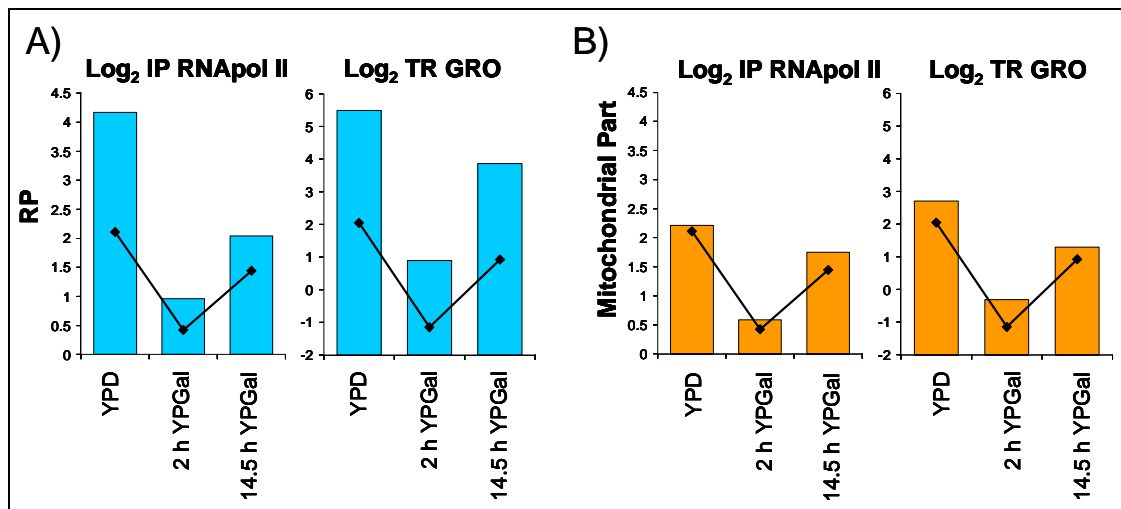 A)
Log2 IP RNApol II
Log2 TR GRO
RP
4.5
4
3.5
3
2.5
2
1.5
1
0.5
0
YPD
2 h YPGal
14.5 h YPGal
6
5
4
3
2
1
0
-1
-2
YPD
2 h YPGal
14.5 h YPGal
B)
Log2 IP RNApol II
Log2 TR GRO
Mitochondrial Part
4.5
4
3.5
3
2.5
2
1.5
1
0.5
0
YPD
2 h YPGal
14.5 h YPGal
6
5
4
3
2
1
0
-1
-2
YPD
2 h YPGal
14.5 h YPGal